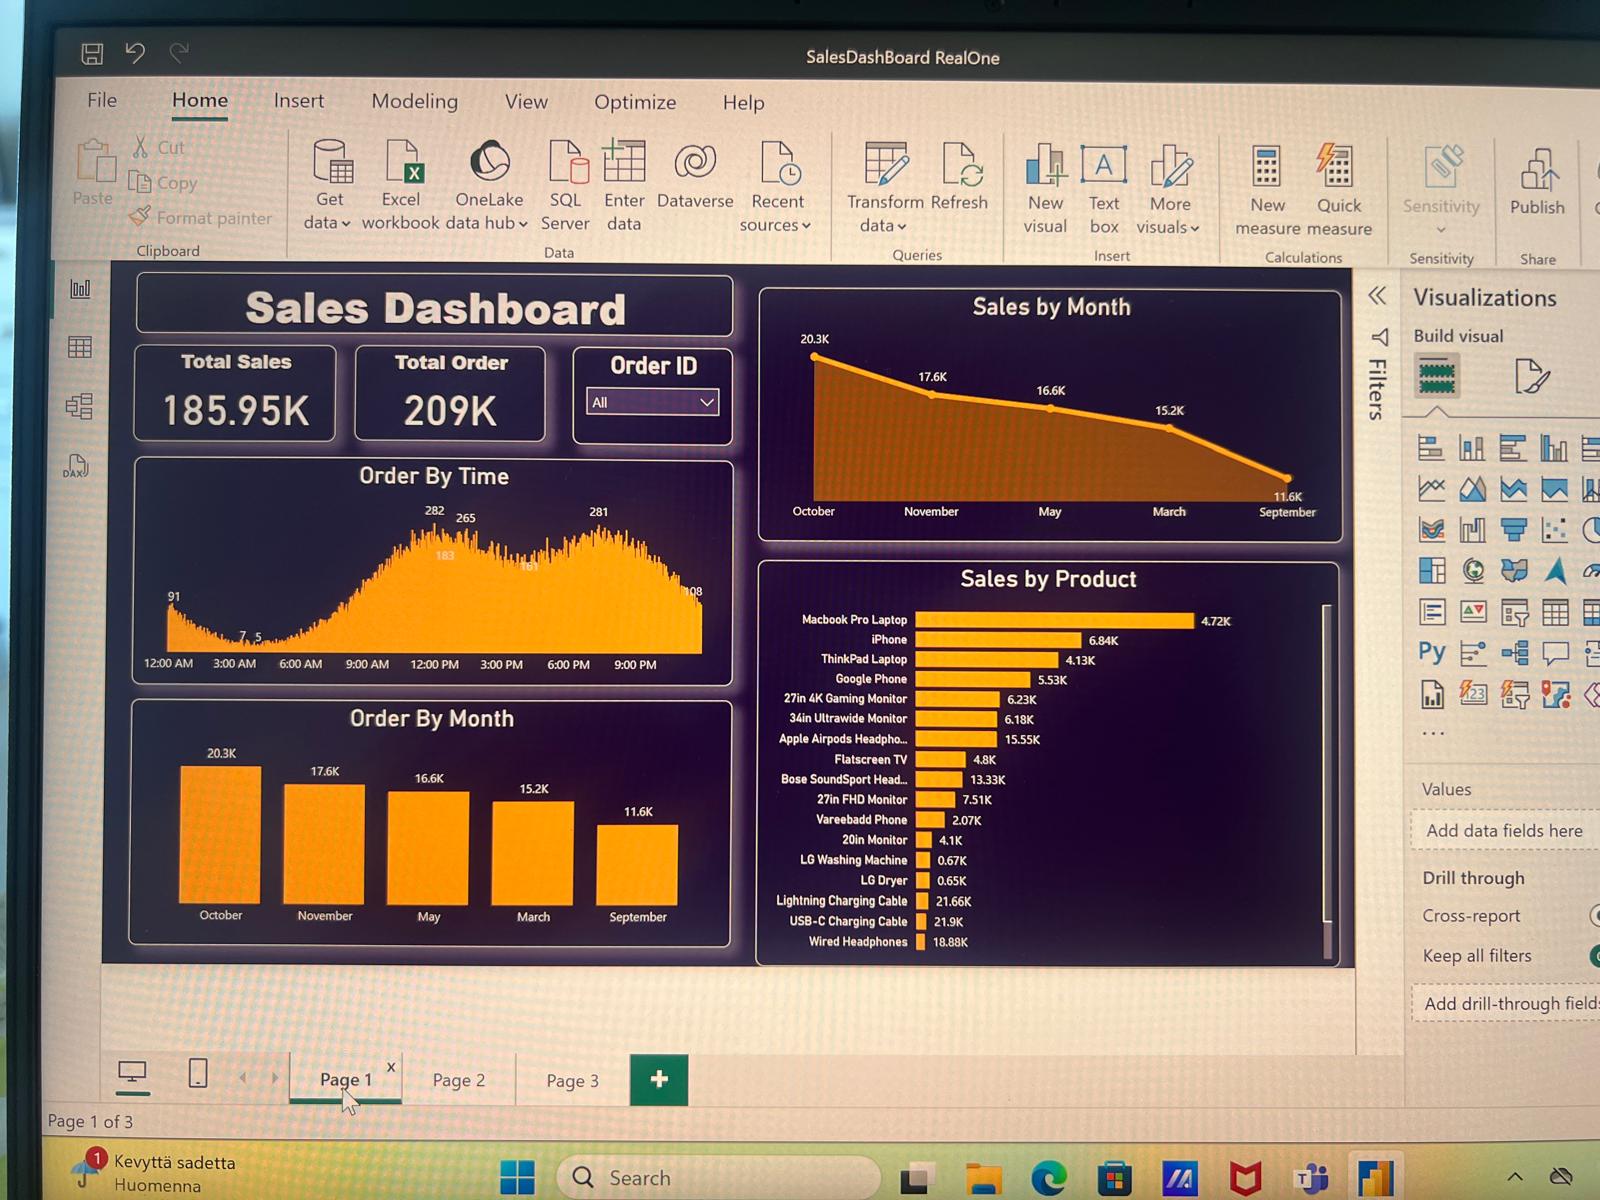 SalesDashBoard RealOne
File Home Insert Modeling View Optimize Help
Paste
Cut
Copy
Format painter
Clipboard
Get data
Excel workbook
OneLake data hub
SQL Server
Enter data
Dataverse
Recent sources
Data
Transform data
Refresh
Queries
New visual
Text box
More visuals
Insert
New measure
Quick measure
Calculations
Sensitivity
Sensitivity
Publish
Share
DAX
Sales Dashboard
Total Sales
185.95K
Total Order
209K
Order ID
All
Order By Time
282 265 281
183 161
91 108
7 5
12:00 AM 3:00 AM 6:00 AM 9:00 AM 12:00 PM 3:00 PM 6:00 PM 9:00 PM
Order By Month
20.3K
17.6K
16.6K
15.2K
11.6K
October November May March September
Sales by Month
20.3K
17.6K
16.6K
15.2K
11.6K
October November May March September
Sales by Product
Macbook Pro Laptop 4.72K
iPhone 6.84K
ThinkPad Laptop 4.13K
Google Phone 5.53K
27in 4K Gaming Monitor 6.23K
34in Ultrawide Monitor 6.18K
Apple Airpods Headpho... 15.55K
Flatscreen TV 4.8K
Bose SoundSport Head... 13.33K
27in FHD Monitor 7.51K
Vareebadd Phone 2.07K
20in Monitor 4.1K
LG Washing Machine 0.67K
LG Dryer 0.65K
Lightning Charging Cable 21.66K
USB-C Charging Cable 21.9K
Wired Headphones 18.88K
Filters
Visualizations
Build visual
Py
123
...
Values
Add data fields here
Drill through
Cross-report
Keep all filters
Add drill-through fields
Page 1 x Page 2 Page 3 +
Page 1 of 3
1
Kevyttä sadetta
Huomenna
Search